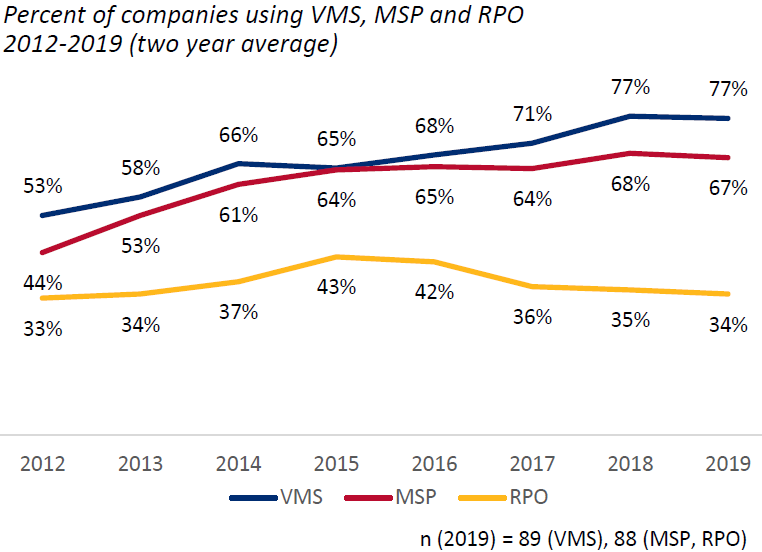 Percent of companies using VMS, MSP and RPO
2012-2019 (two year average)
77% 77%
71%
68%
66% 65%
58%
53%
68% 67%
64% 65% 64%
61%
53%
44%
43% 42%
37% 36% 35% 34%
33% 34%
2012 2013 2014 2015 2016 2017 2018 2019
VMS MSP RPO
n (2019) = 89 (VMS), 88 (MSP, RPO)